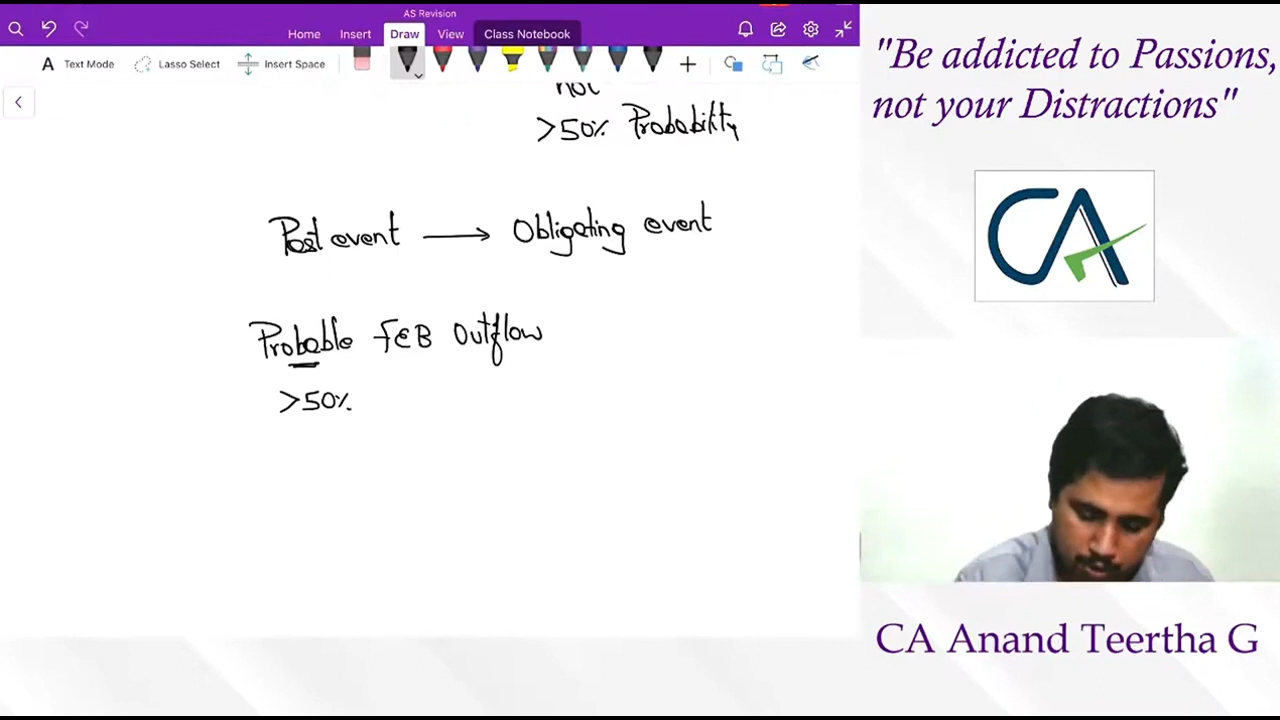 AS Revision
Home Insert Draw View Class Notebook
A Text Mode Lasso Select Insert Space
not
>50% Probability
Past event → Obligating event
Probable FEB Outflow
>50%
"Be addicted to Passions,
not your Distractions"
CA
CA Anand Teertha G